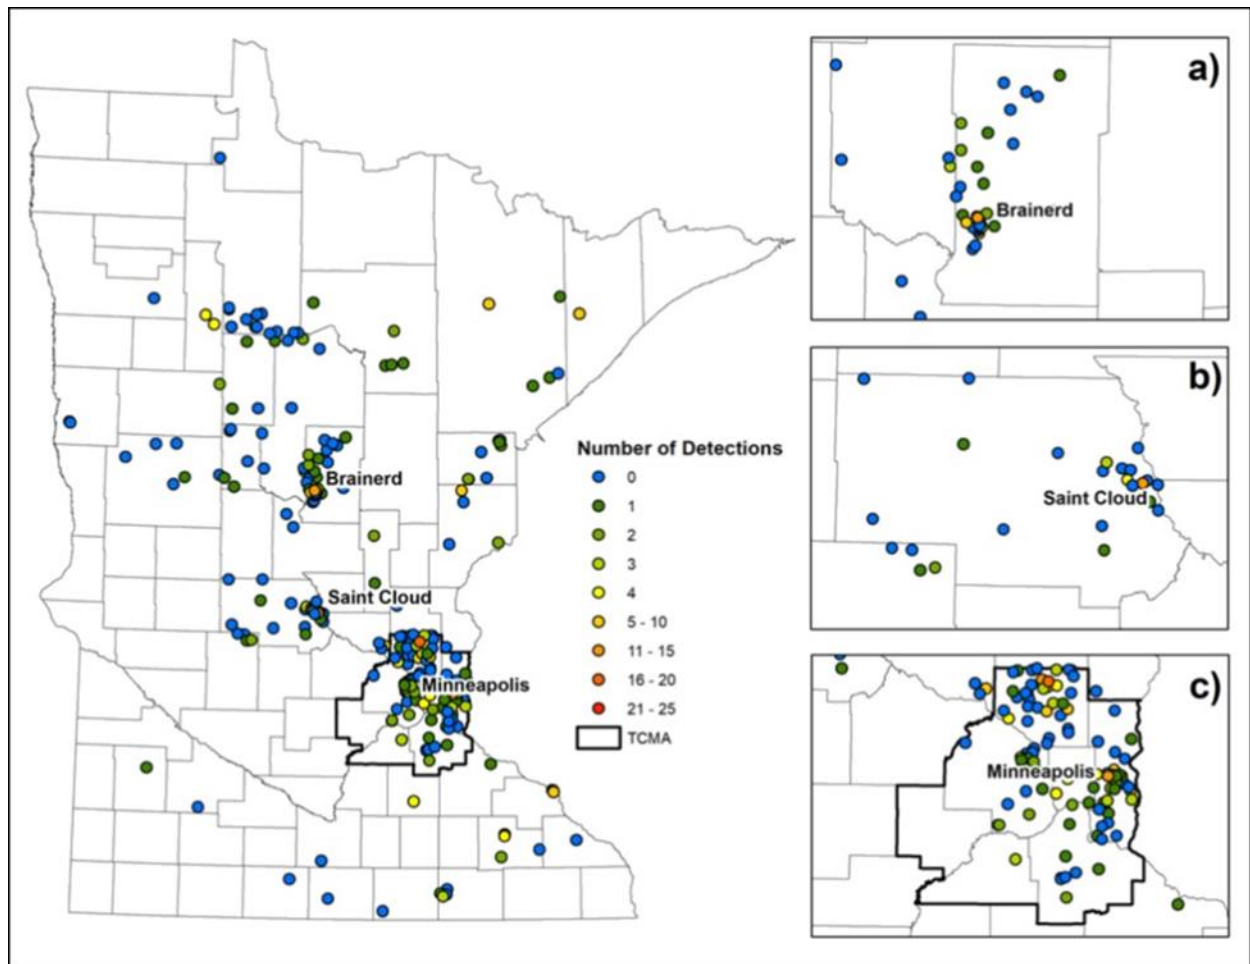 Brainerd
Saint Cloud
Minneapolis
Number of Detections
0
1
2
3
4
5 - 10
11 - 15
16 - 20
21 - 25
TCMA
a)
Brainerd
b)
Saint Cloud
c)
Minneapolis